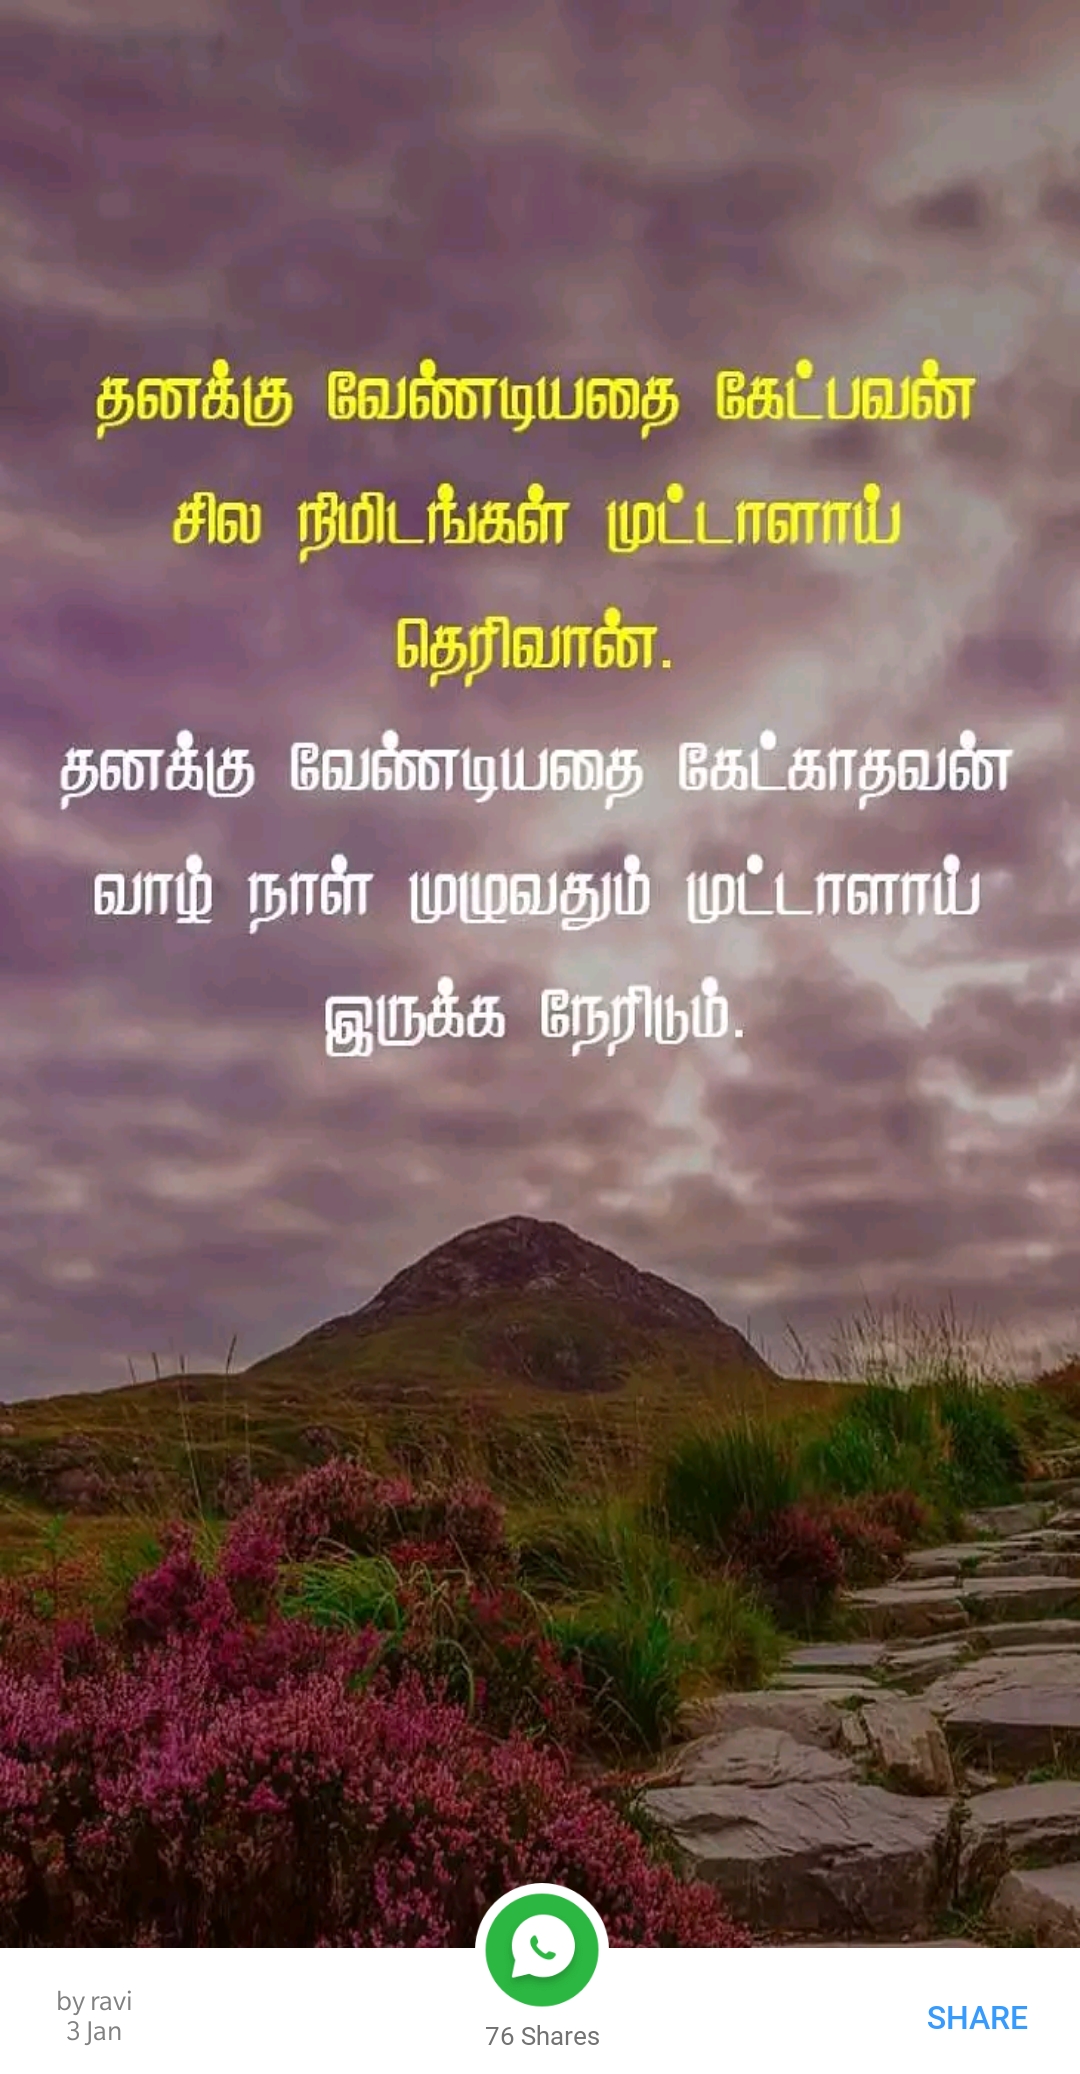 தனக்கு வேண்டியதை கேட்பவன்
சில நிமிடங்கள் முட்டாளாய்
தெரிவான்.
தனக்கு வேண்டியதை கேட்காதவன்
வாழ் நாள் முழுவதும் முட்டாளாய்
இருக்க நேரிடும்.
by ravi
3 Jan
76 Shares
SHARE